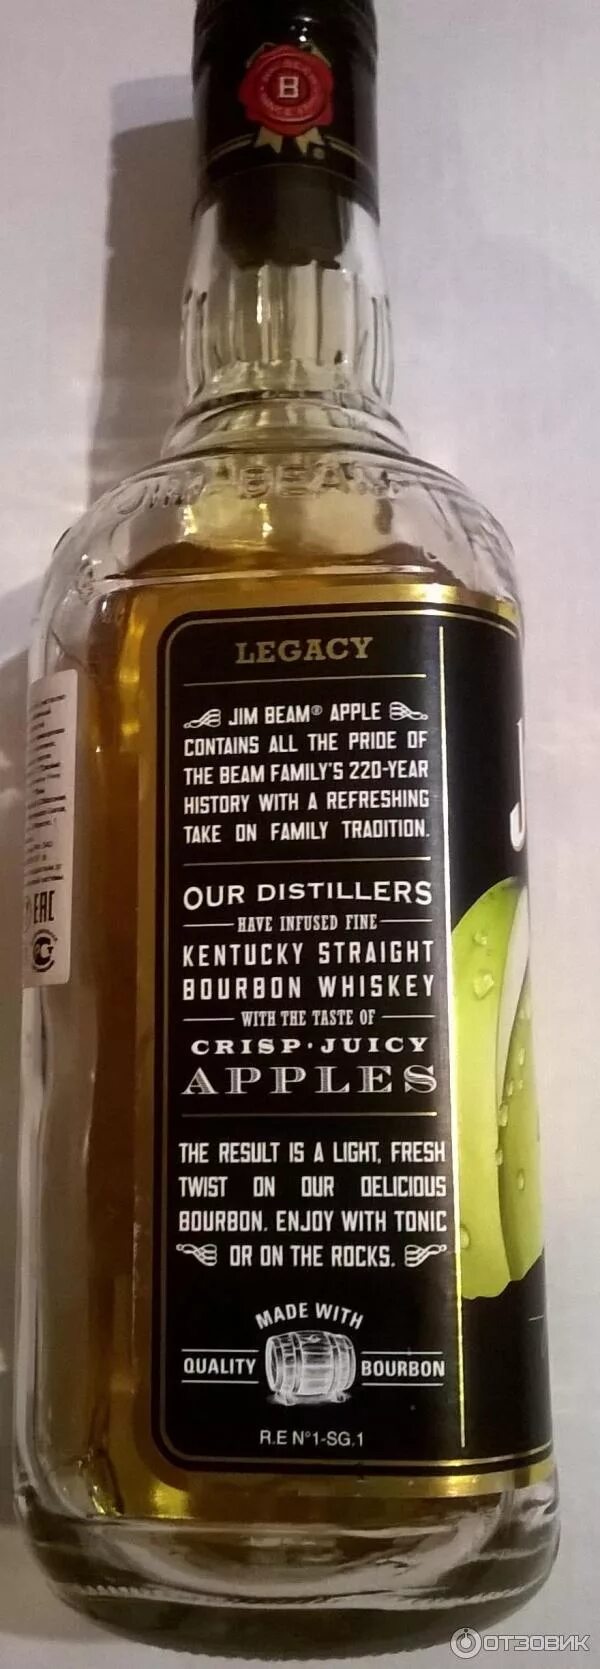 B
JIM BEAM
LEGACY
JIM BEAM® APPLE
CONTAINS ALL THE PRIDE OF
THE BEAM FAMILY'S 220-YEAR
HISTORY WITH A REFRESHING
TAKE ON FAMILY TRADITION.
OUR DISTILLERS
HAVE INFUSED FINE
KENTUCKY STRAIGHT
BOURBON WHISKEY
WITH THE TASTE OF
CRISP·JUICY
APPLES
THE RESULT IS A LIGHT, FRESH
TWIST ON OUR DELICIOUS
BOURBON. ENJOY WITH TONIC
OR ON THE ROCKS.
MADE WITH
QUALITY BOURBON
R.E N°1-SG.1
J
EAC
ОТЗОВИК